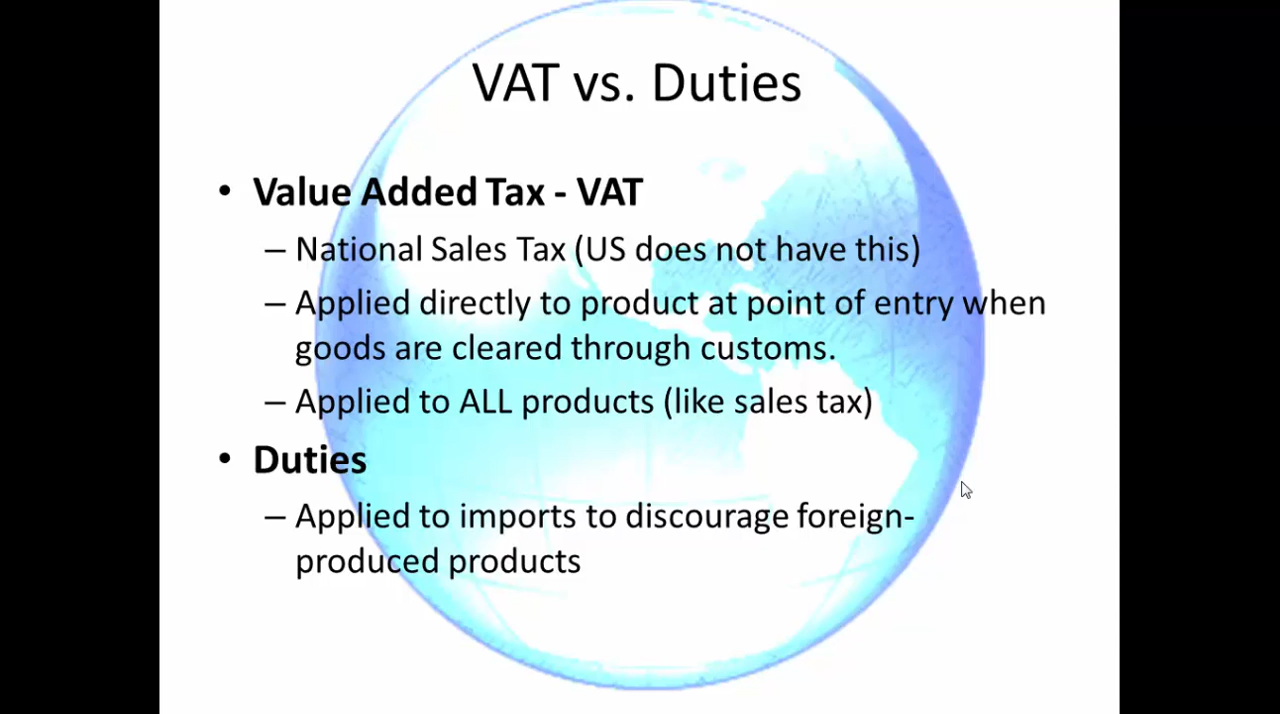 VAT vs. Duties
• Value Added Tax - VAT
– National Sales Tax (US does not have this)
– Applied directly to product at point of entry when
goods are cleared through customs.
– Applied to ALL products (like sales tax)
• Duties
– Applied to imports to discourage foreign-
produced products